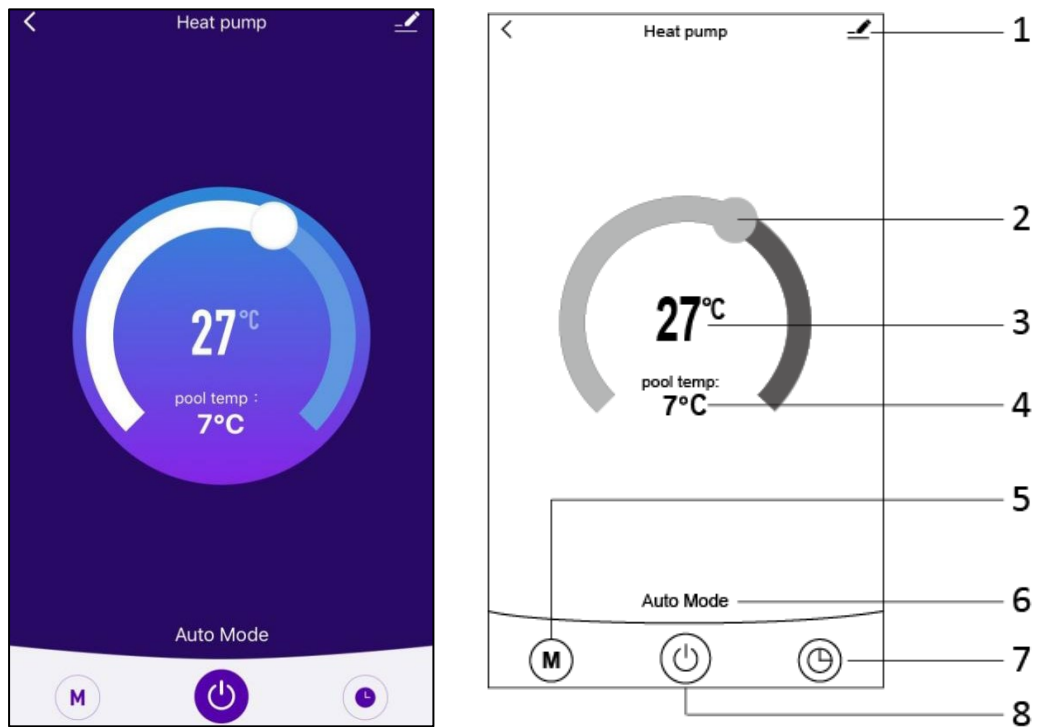 Heat pump
27°C
pool temp :
7°C
Auto Mode
M
Heat pump
1
2
27°C
3
pool temp:
7°C
4
5
Auto Mode
6
M
7
8